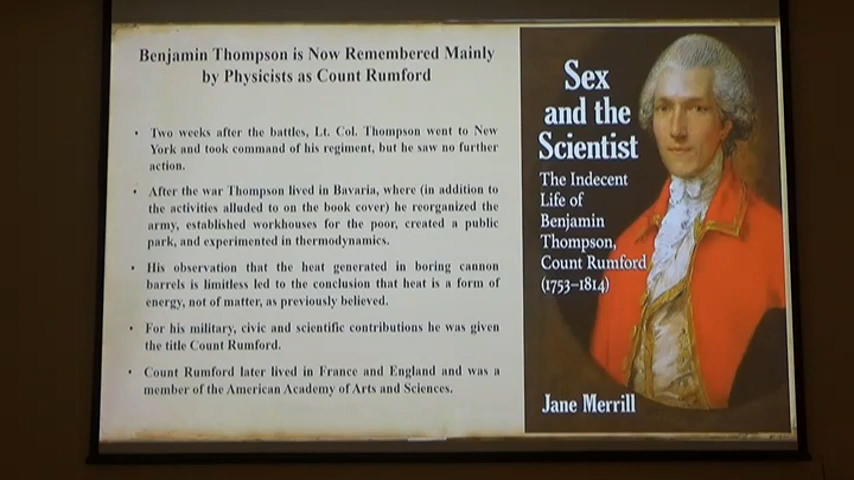 Benjamin Thompson is Now Remembered Mainly
by Physicists as Count Rumford
• Two weeks after the battles, Lt. Col. Thompson went to New
York and took command of his regiment, but he saw no further
action.
• After the war Thompson lived in Bavaria, where (in addition to
the activities alluded to on the book cover) he reorganized the
army, established workhouses for the poor, created a public
park, and experimented in thermodynamics.
• His observation that the heat generated in boring cannon
barrels is limitless led to the conclusion that heat is a form of
energy, not of matter, as previously believed.
• For his military, civic and scientific contributions he was given
the title Count Rumford.
• Count Rumford later lived in France and England and was a
member of the American Academy of Arts and Sciences.
Sex
and the
Scientist
The Indecent
Life of
Benjamin
Thompson,
Count Rumford
(1753–1814)
Jane Merrill